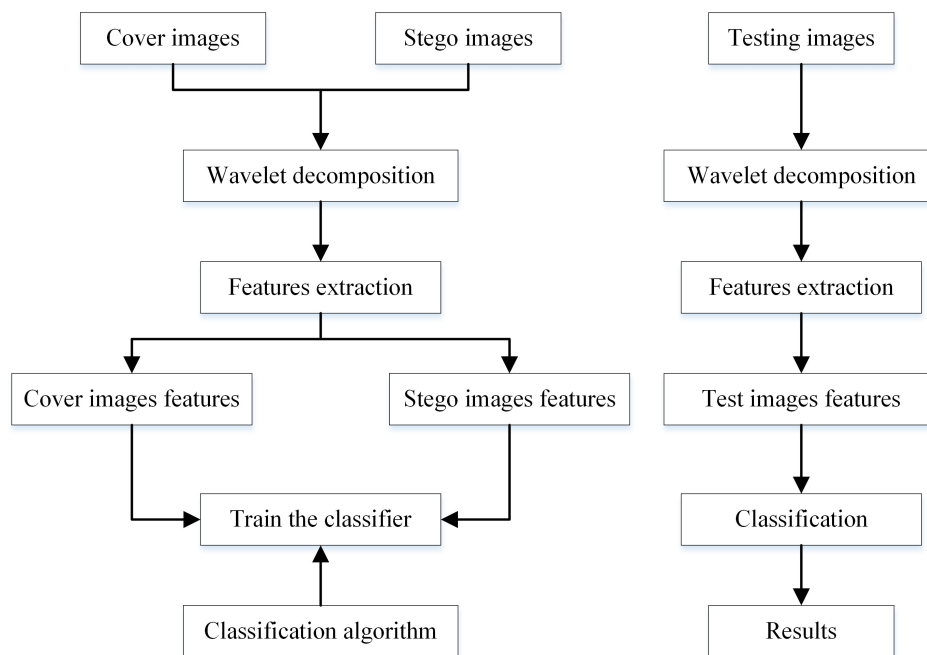 Cover images
Stego images
Testing images
Wavelet decomposition
Wavelet decomposition
Features extraction
Features extraction
Cover images features
Stego images features
Test images features
Train the classifier
Classification
Classification algorithm
Results